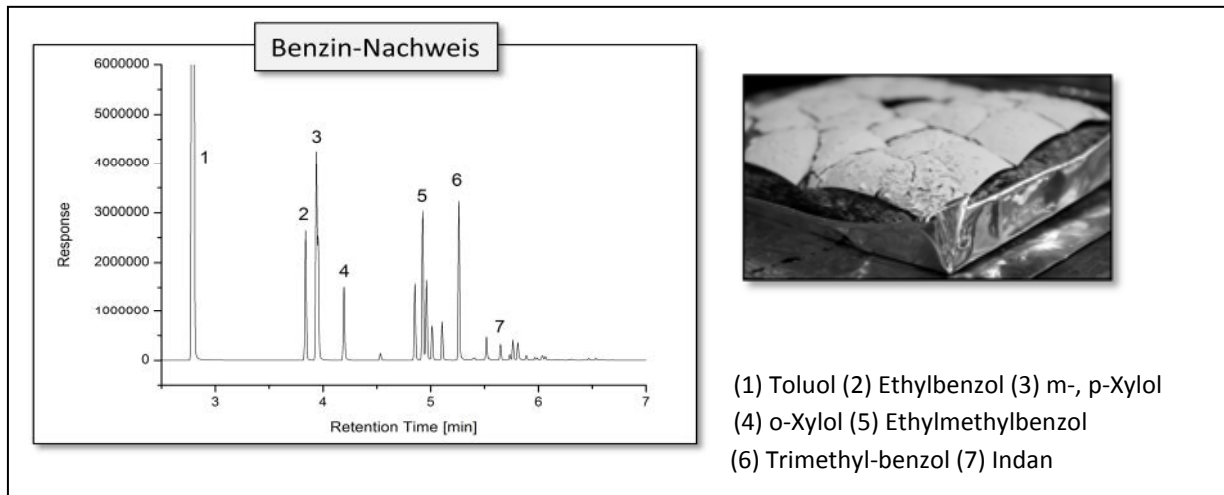 Benzin-Nachweis
6000000
5000000
4000000
3000000
2000000
1000000
0
Response
1
2
3
4
5
6
7
3 4 5 6 7
Retention Time [min]
(1) Toluol (2) Ethylbenzol (3) m-, p-Xylol
(4) o-Xylol (5) Ethylmethylbenzol
(6) Trimethyl-benzol (7) Indan